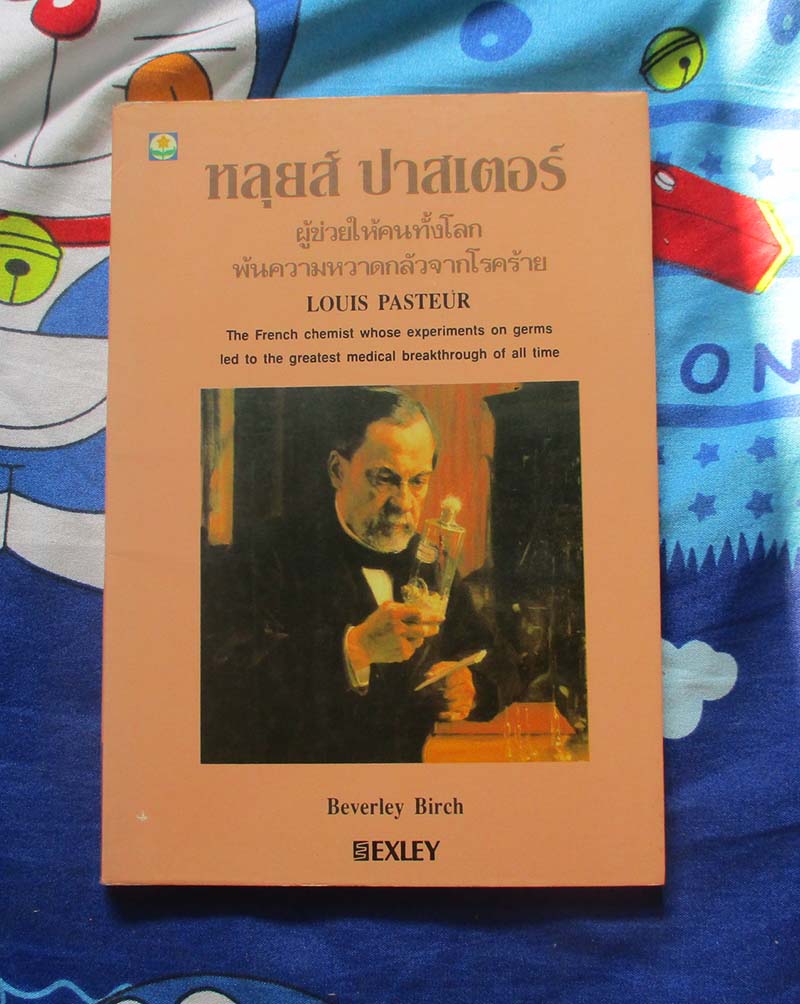 หลุยส์ ปาสเตอร์
ผู้ช่วยให้คนทั้งโลก
พ้นความหวาดกลัวจากโรคร้าย
LOUIS PASTEUR
The French chemist whose experiments on germs
led to the greatest medical breakthrough of all time
Beverley Birch
EXLEY
ON